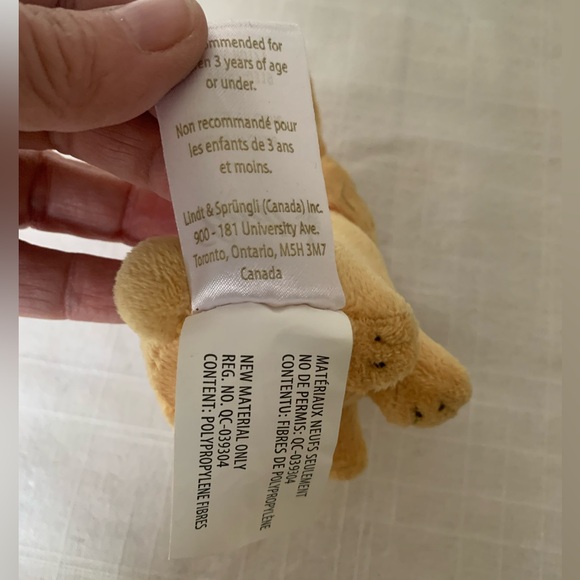 mmended for
en 3 years of age
or under.
Non recommandé pour
les enfants de 3 ans
et moins.
Lindt & Sprüngli (Canada) Inc.
900 - 181 University Ave.
Toronto, Ontario, M5H 3M7
Canada
MATÉRIAUX NEUFS SEULEMENT
NO DE PERMIS: QC-039304
CONTENU: FIBRES DE POLYPROPYLÈNE
NEW MATERIAL ONLY
REG. NO. QC-039304
CONTENT: POLYPROPYLENE FIBRES